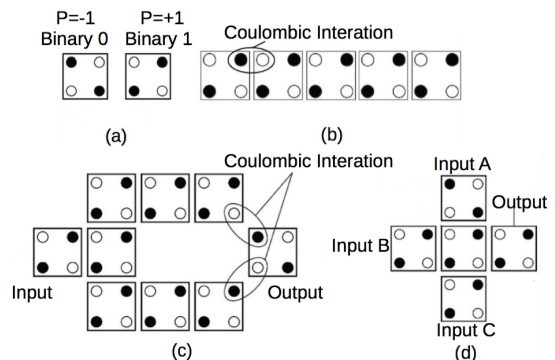 P=-1
Binary 0
P=+1
Binary 1
Coulombic Interation
(a)
(b)
Coulombic Interation
Input
Output
(c)
Input A
Output
Input B
Input C
(d)